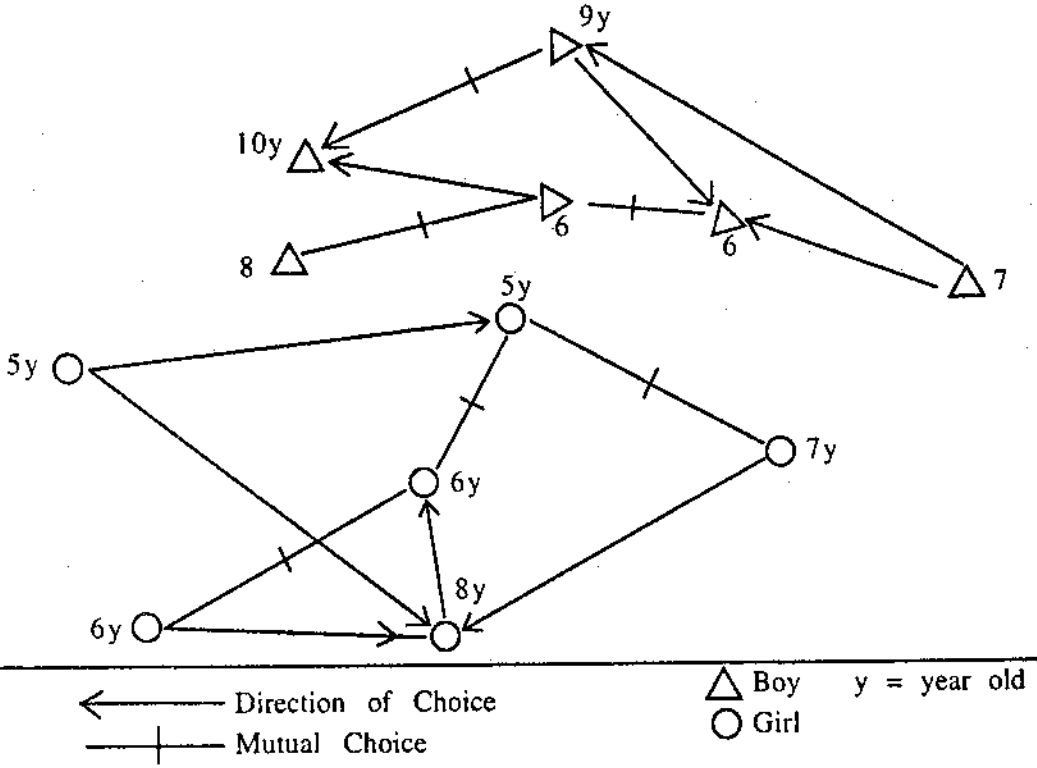 9y
10y
6
6
8
7
5y
5y
7y
6y
8y
6y
Direction of Choice
Mutual Choice
Boy y = year old
Girl